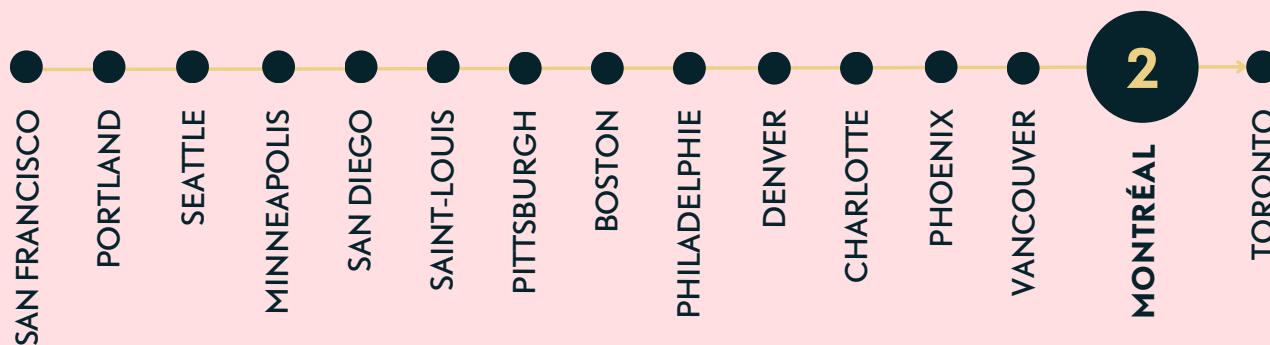 SAN FRANCISCO
PORTLAND
SEATTLE
MINNEAPOLIS
SAN DIEGO
SAINT-LOUIS
PITTSBURGH
BOSTON
PHILADELPHIE
DENVER
CHARLOTTE
PHOENIX
VANCOUVER
2
MONTRÉAL
TORONTO